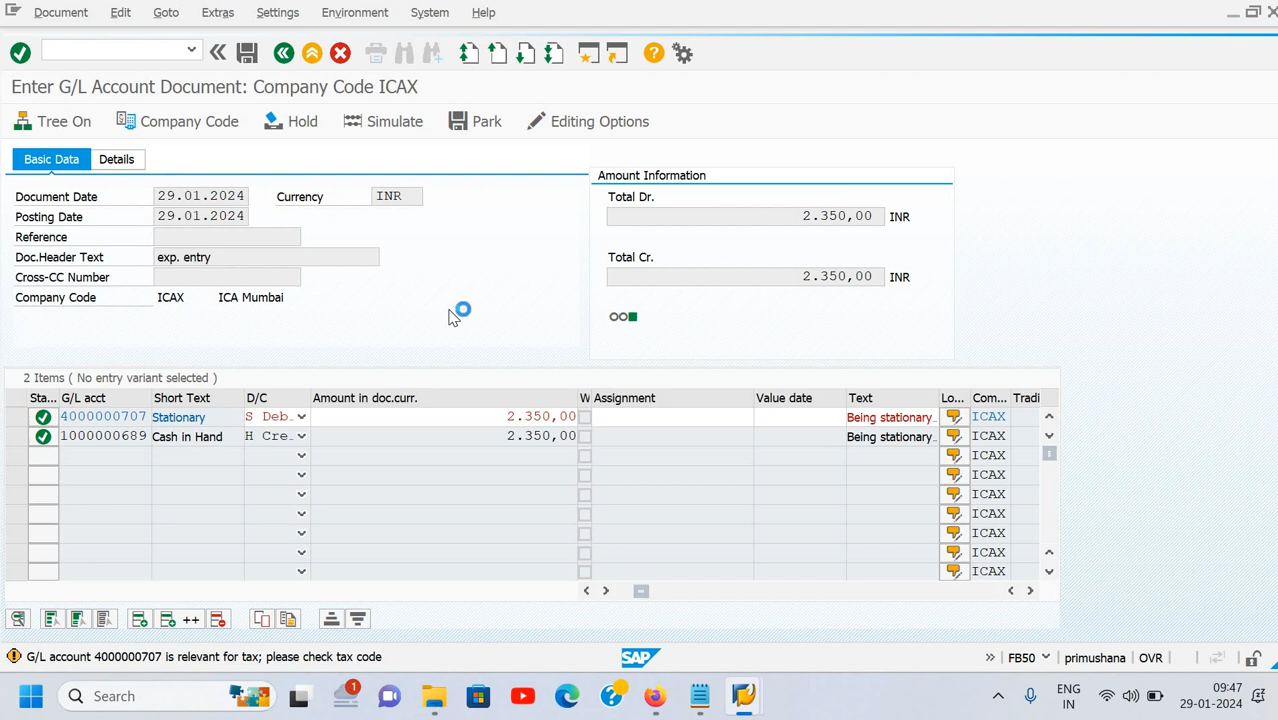 Document Edit Goto Extras Settings Environment System Help
Enter G/L Account Document: Company Code ICAX
Tree On Company Code Hold Simulate Park Editing Options
Basic Data Details
Amount Information
Document Date 29.01.2024 Currency INR
Total Dr.
Posting Date 29.01.2024
2.350,00 INR
Reference
Doc.Header Text exp. entry
Total Cr.
Cross-CC Number
2.350,00 INR
Company Code ICAX ICA Mumbai
2 Items ( No entry variant selected )
Sta... G/L acct Short Text D/C Amount in doc.curr. W Assignment Value date Text Lo... Com... Tradi
4000000707 Stationary S Deb... 2.350,00 Being stationary... ICAX
1000000689 Cash in Hand H Cre... 2.350,00 Being stationary... ICAX
ICAX
ICAX
ICAX
ICAX
ICAX
ICAX
ICAX
G/L account 4000000707 is relevant for tax; please check tax code
SAP
FB50 primushana OVR
Search
1
ENG
IN
09:47
29-01-2024